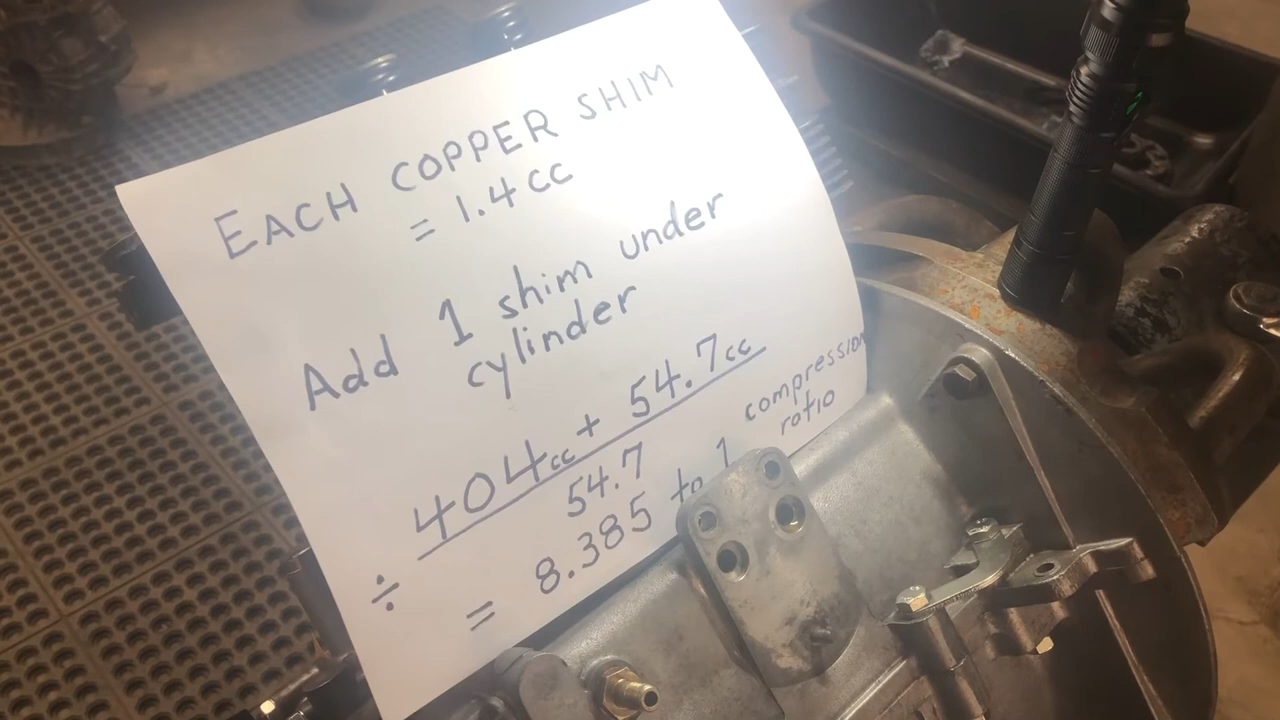 EACH COPPER SHIM
= 1.4 cc
Add 1 shim under
cylinder
404cc + 54.7cc
÷ 54.7
= 8.385 to 1 compression
ratio